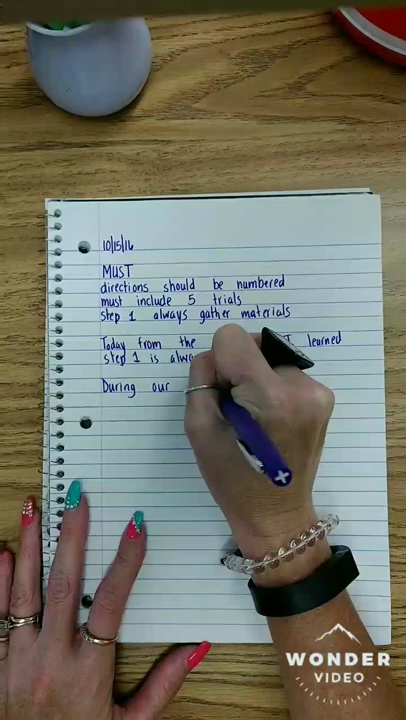 10/15/16
MUST
directions should be numbered
must include 5 trials
step 1 always gather materials
Today from the I learned
step 1 is
During our
WONDER
VIDEO